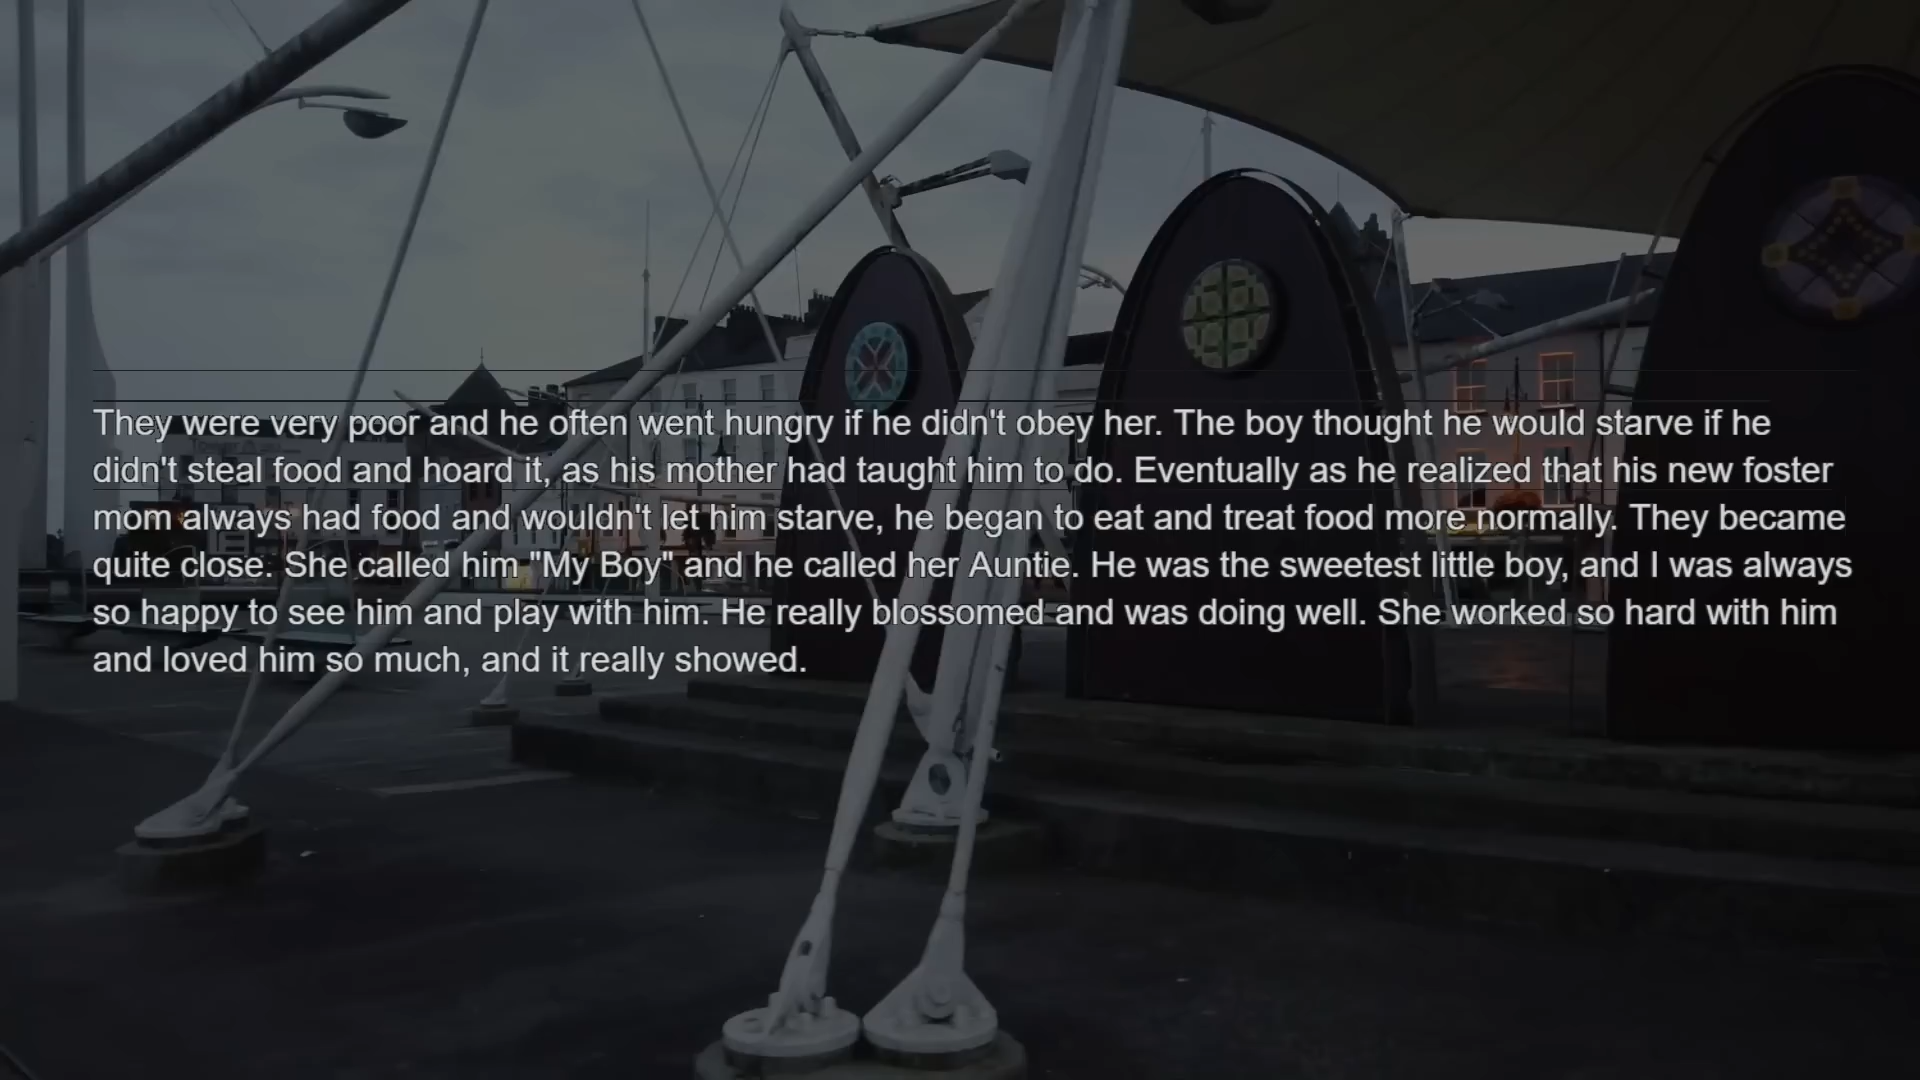 They were very poor and he often went hungry if he didn't obey her. The boy thought he would starve if he
didn't steal food and hoard it, as his mother had taught him to do. Eventually as he realized that his new foster
mom always had food and wouldn't let him starve, he began to eat and treat food more normally. They became
quite close. She called him "My Boy" and he called her Auntie. He was the sweetest little boy, and I was always
so happy to see him and play with him. He really blossomed and was doing well. She worked so hard with him
and loved him so much, and it really showed.